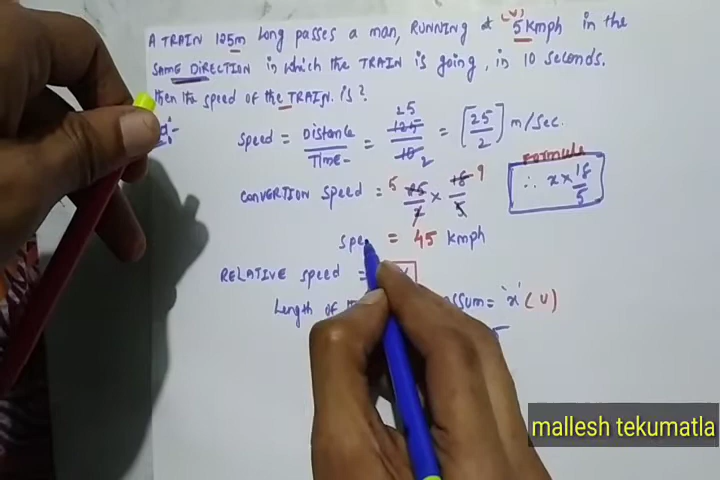 A TRAIN 125m long passes a man, RUNNING at 5 kmph in the (v)
SAME DIRECTION in which the TRAIN is going, in 10 seconds.
then the speed of the TRAIN. is?
speed = Distance / Time = 125 / 10 25 2 = [25/2] m/sec.
Formula
CONVERTION speed = 5 25/2 × 18/5 9
∴ x × 18/5
spee = 45 kmph
RELATIVE speed =
Length of = 'x' (v)
mallesh tekumatla